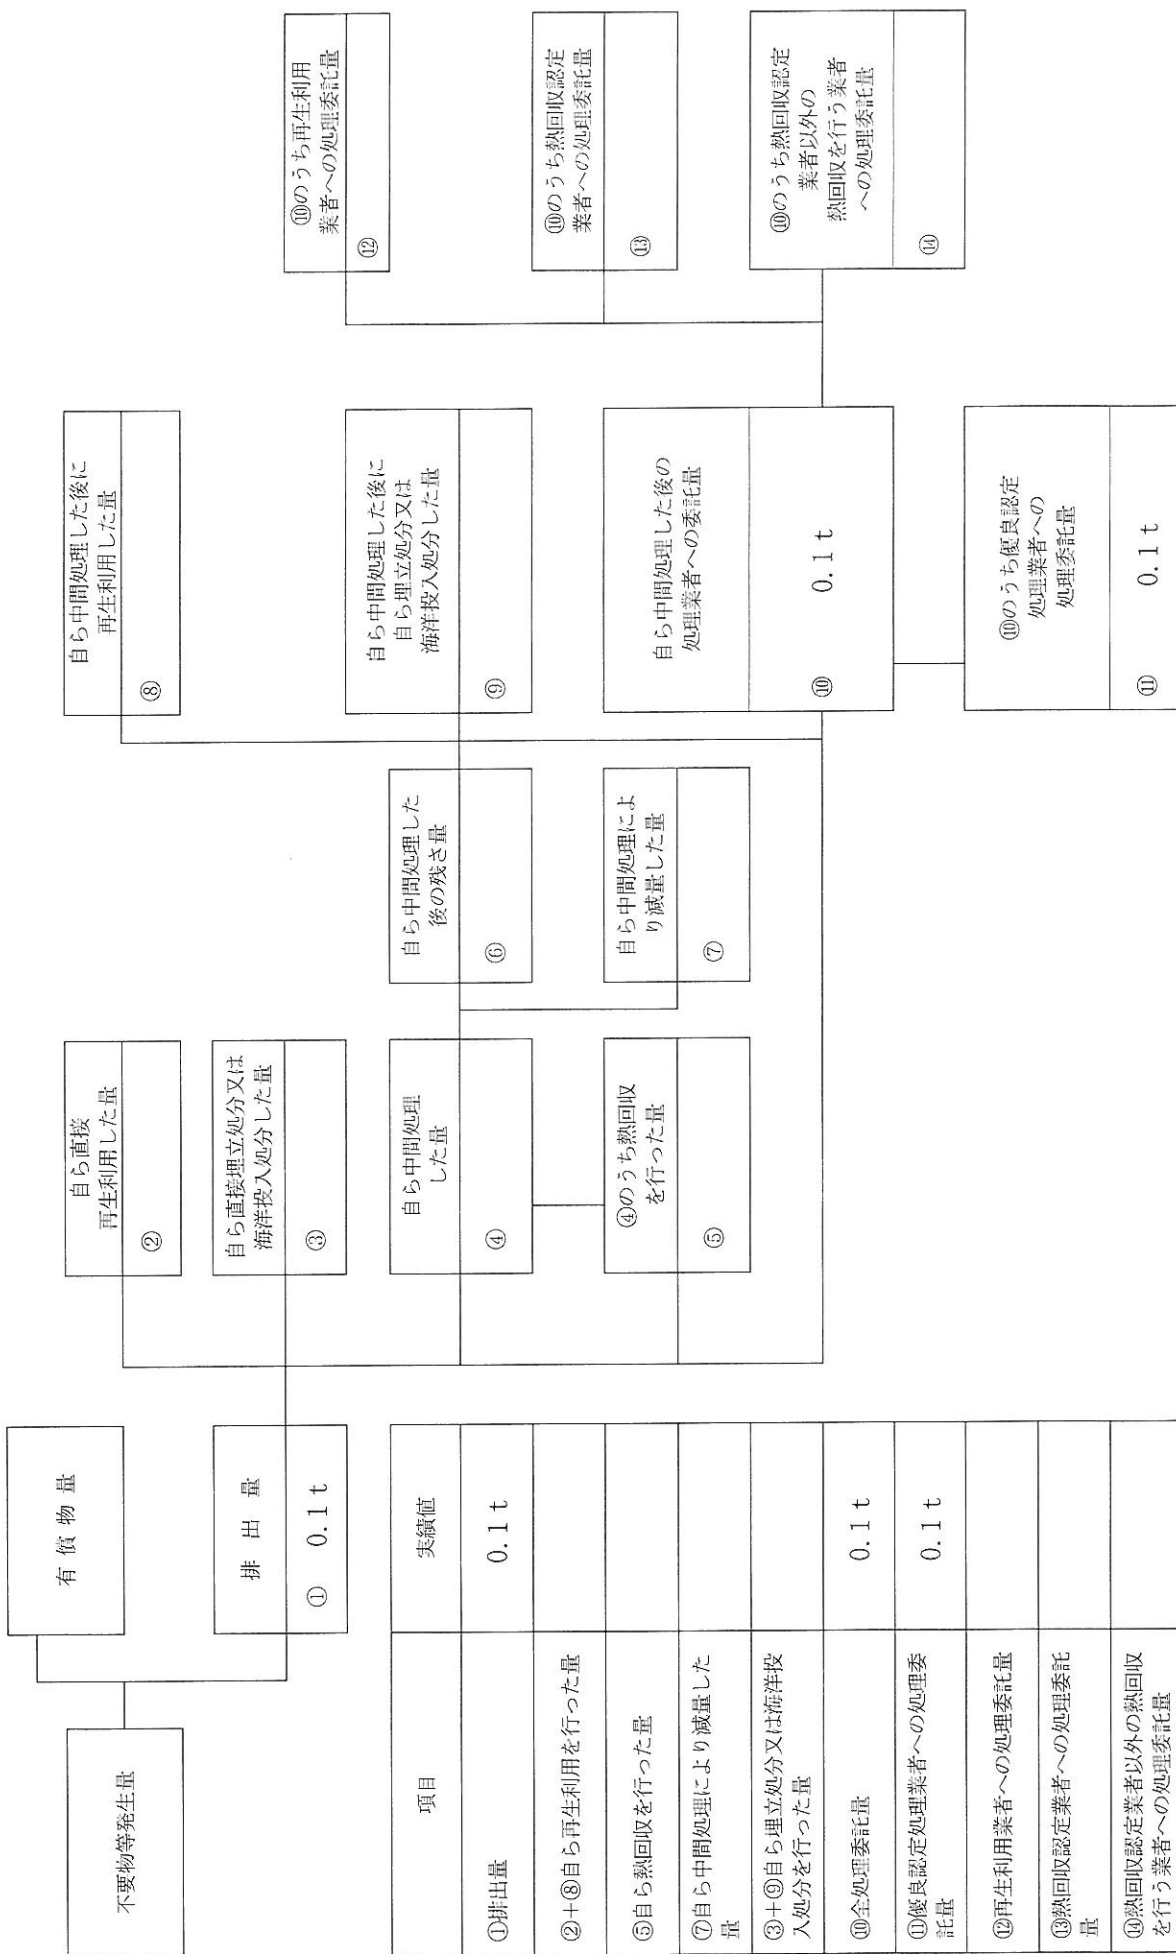 不要物等発生量
有 償 物 量
排 出 量
① 0.1 t
自ら直接
再生利用した量
②
自ら直接埋立処分又は
海洋投入処分した量
③
自ら中間処理
した量
④
④のうち熱回収
を行った量
⑤
自ら中間処理した
後の残さ量
⑥
自ら中間処理によ
り減量した量
⑦
自ら中間処理した後に
再生利用した量
⑧
自ら中間処理した後に
自ら埋立処分又は
海洋投入処分した量
⑨
自ら中間処理した後の
処理業者への委託量
⑩ 0.1 t
⑩のうち優良認定
処理業者への
処理委託量
⑪ 0.1 t
⑩のうち再生利用
業者への処理委託量
⑫
⑩のうち熱回収認定
業者への処理委託量
⑬
⑩のうち熱回収認定
業者以外の
熱回収を行う業者
への処理委託量
⑭
項目 実績値
①排出量 0.1 t
②+⑧自ら再生利用を行った量
⑤自ら熱回収を行った量
⑦自ら中間処理により減量した
量
③+⑨自ら埋立処分又は海洋投
入処分を行った量
⑩全処理委託量 0.1 t
⑪優良認定処理業者への処理委
託量 0.1 t
⑫再生利用業者への処理委託量
⑬熱回収認定業者への処理委託
量
⑭熱回収認定業者以外の熱回収
を行う業者への処理委託量